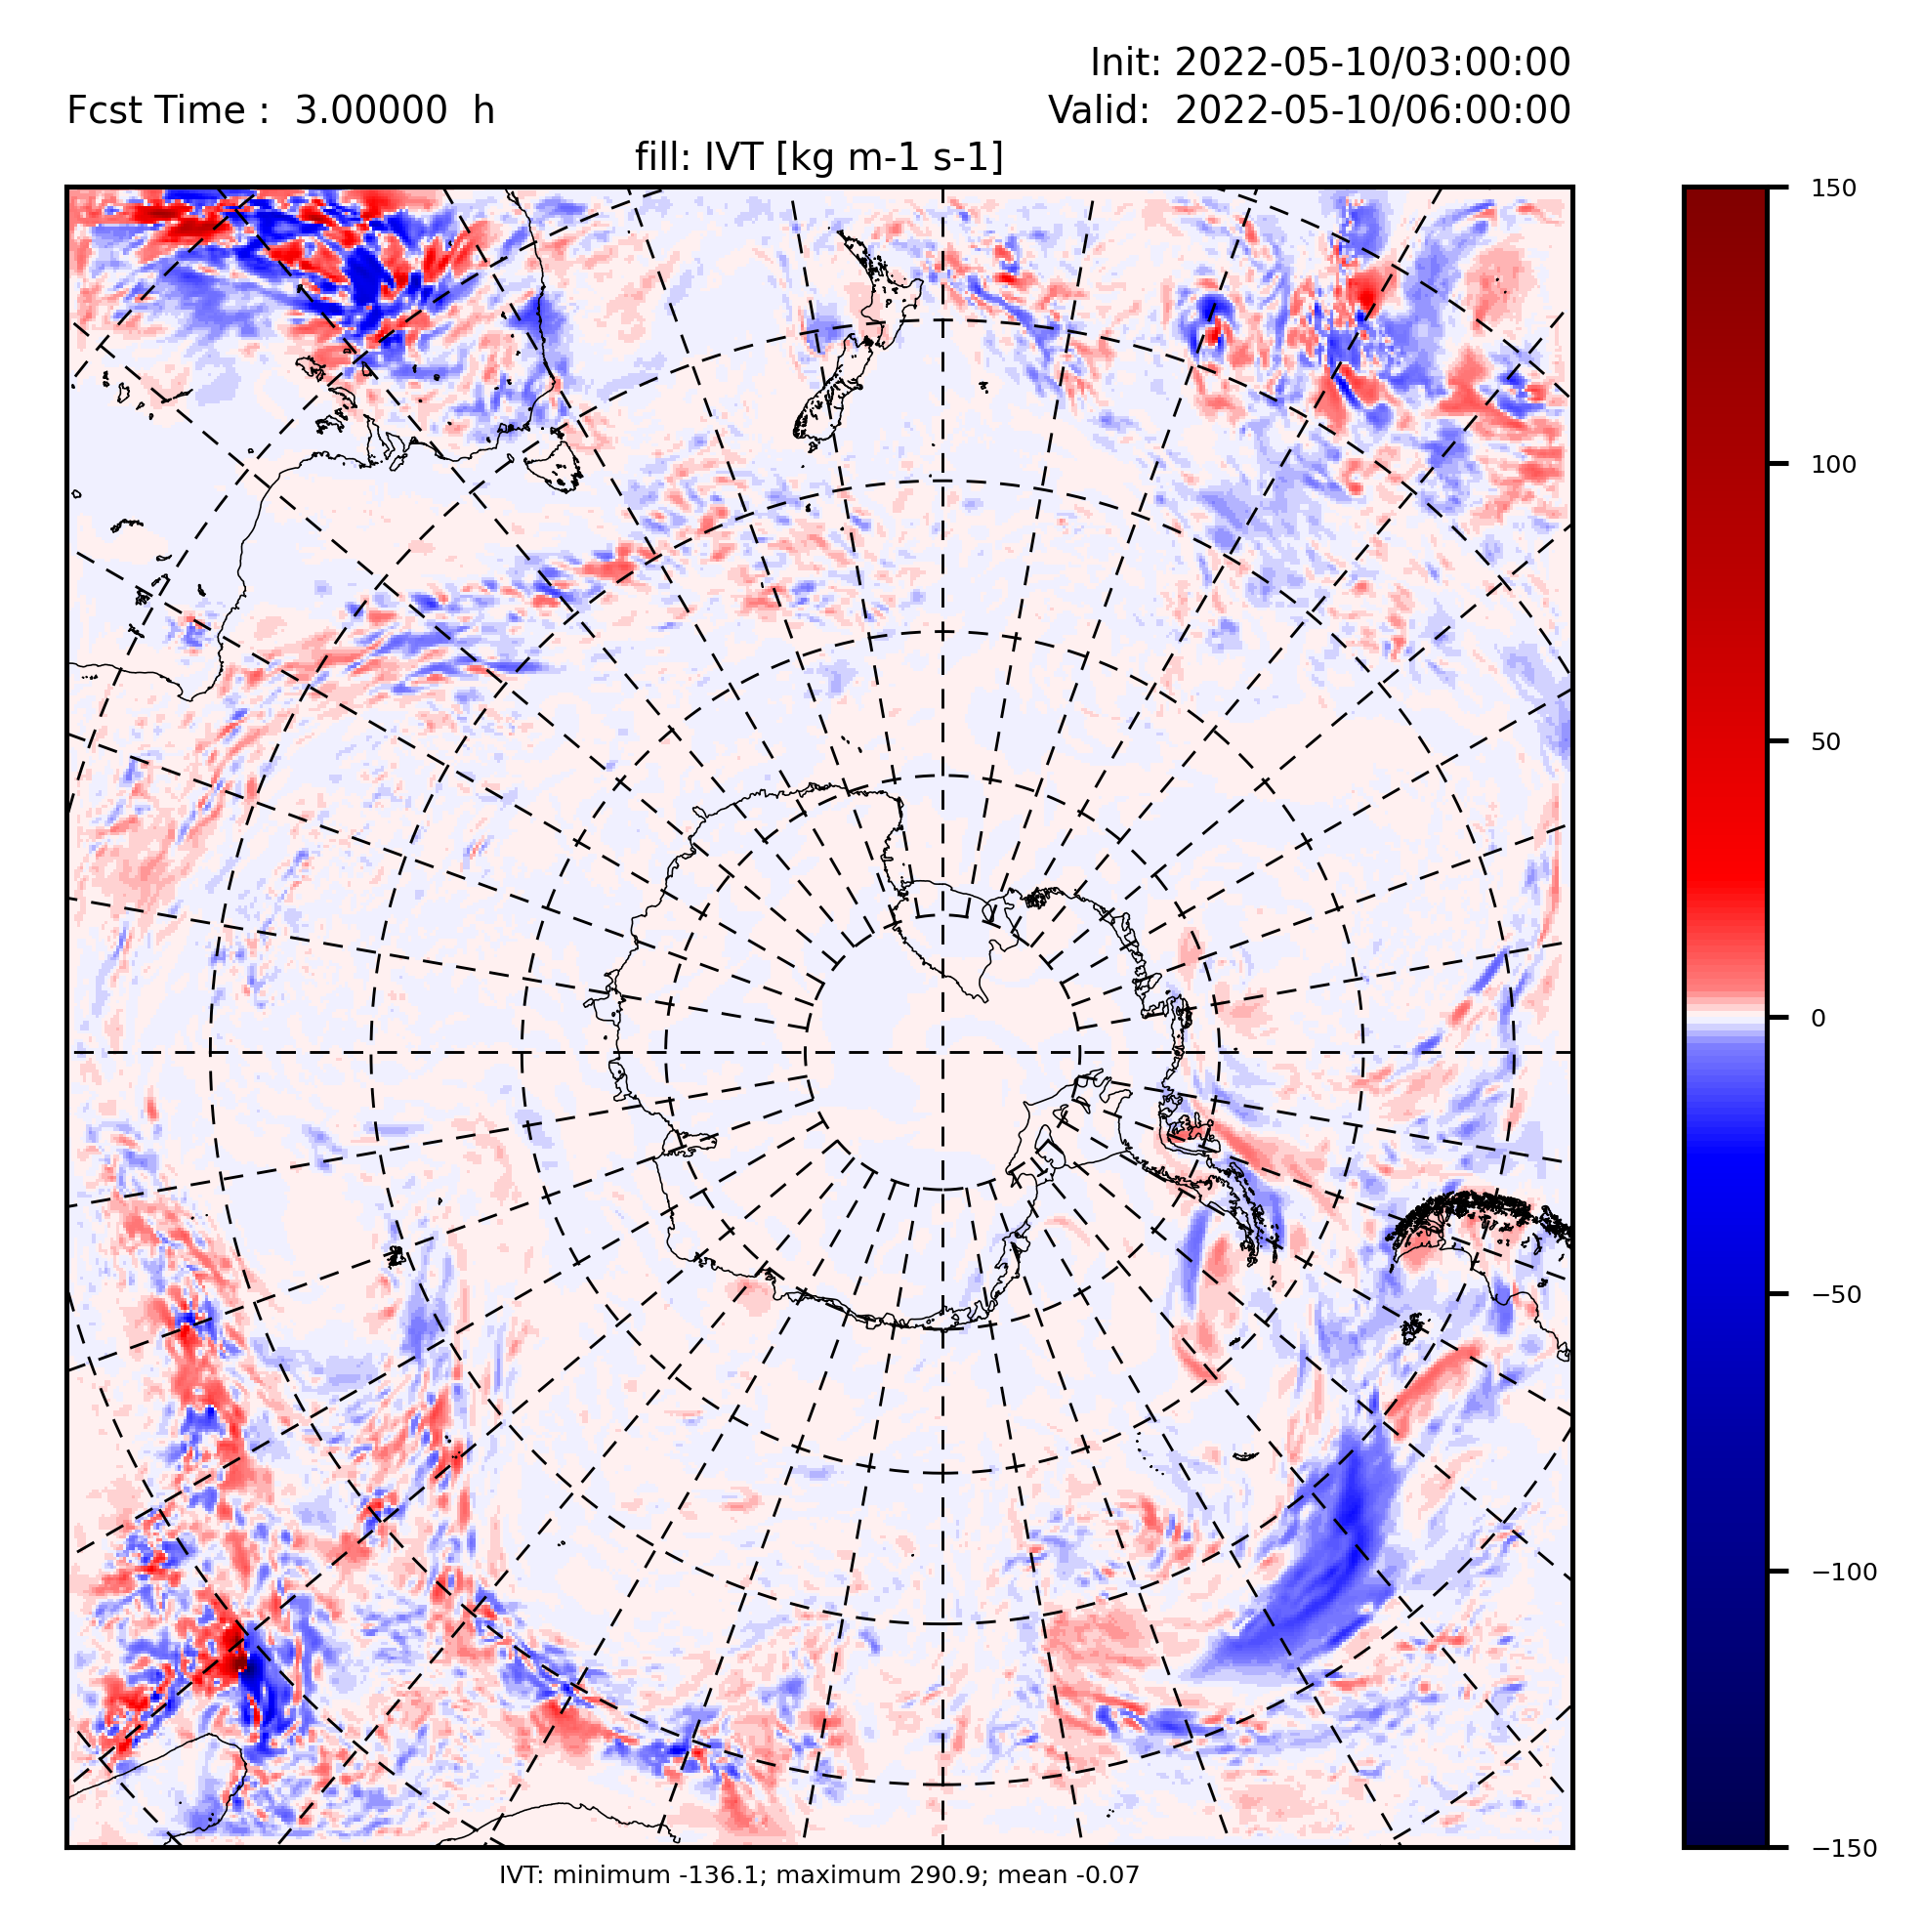 Init: 2022-05-10/03:00:00
Fcst Time :  3.00000  h
Valid:  2022-05-10/06:00:00
fill: IVT [kg m-1 s-1]
150
100
50
0
−50
−100
−150
IVT: minimum -136.1; maximum 290.9; mean -0.07